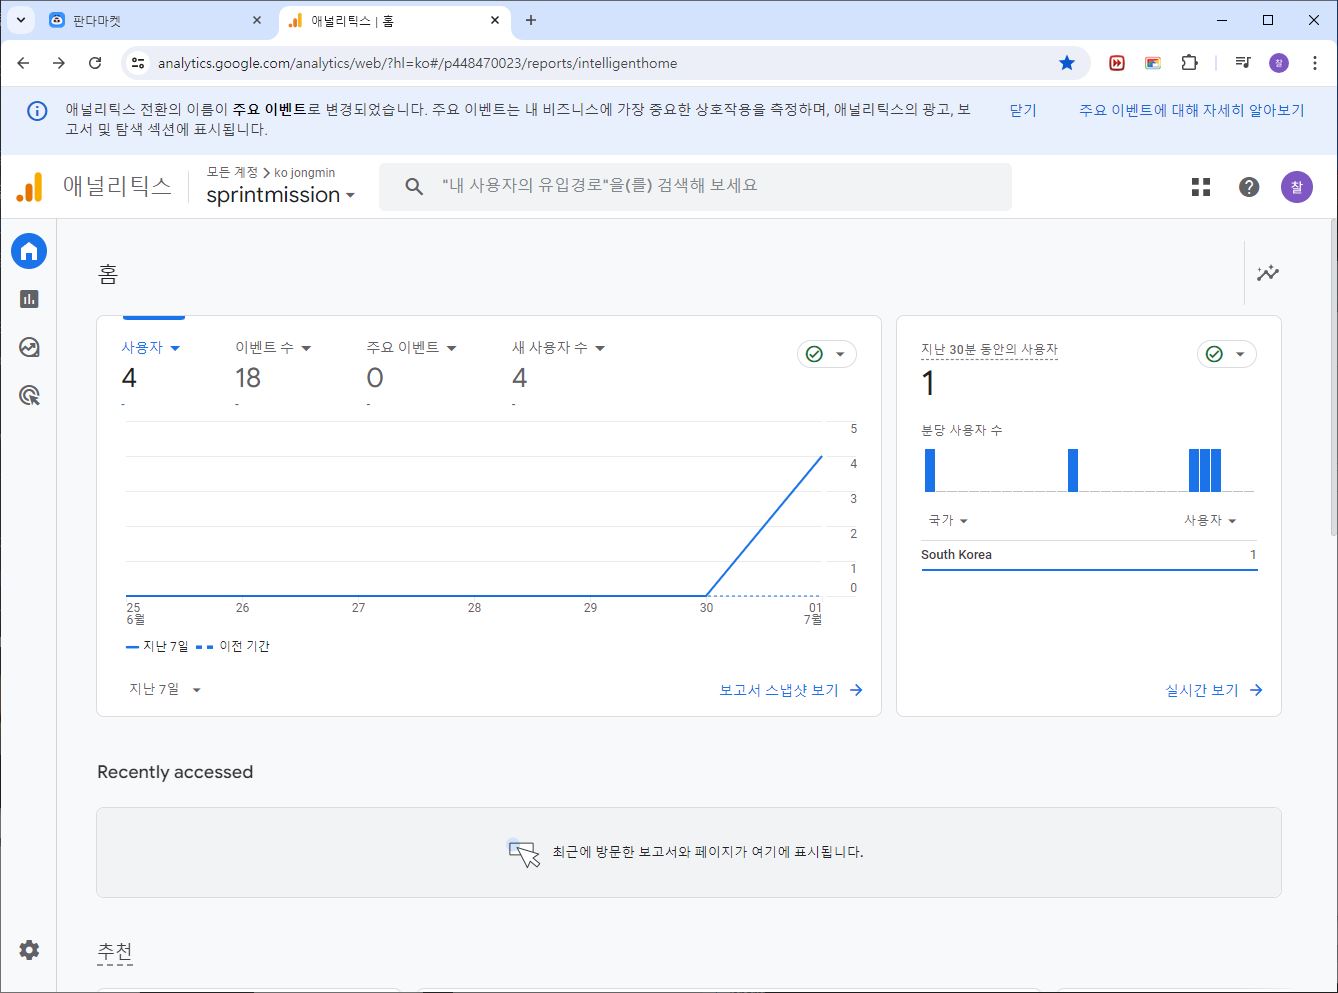 판다마켓
애널리틱스 | 홈
analytics.google.com/analytics/web/?hl=ko#/p448470023/reports/intelligenthome
찰
애널리틱스 전환의 이름이 주요 이벤트로 변경되었습니다. 주요 이벤트는 내 비즈니스에 가장 중요한 상호작용을 측정하며, 애널리틱스의 광고, 보
고서 및 탐색 섹션에 표시됩니다.
닫기
주요 이벤트에 대해 자세히 알아보기
애널리틱스
모든 계정 > ko jongmin
sprintmission
"내 사용자의 유입경로"을(를) 검색해 보세요
찰
홈
사용자
4
-
이벤트 수
18
-
주요 이벤트
0
-
새 사용자 수
4
-
5
4
3
2
1
0
25
6월
26
27
28
29
30
01
7월
지난 7일
이전 기간
지난 7일
보고서 스냅샷 보기
지난 30분 동안의 사용자
1
분당 사용자 수
국가
사용자
South Korea
1
실시간 보기
Recently accessed
최근에 방문한 보고서와 페이지가 여기에 표시됩니다.
추천